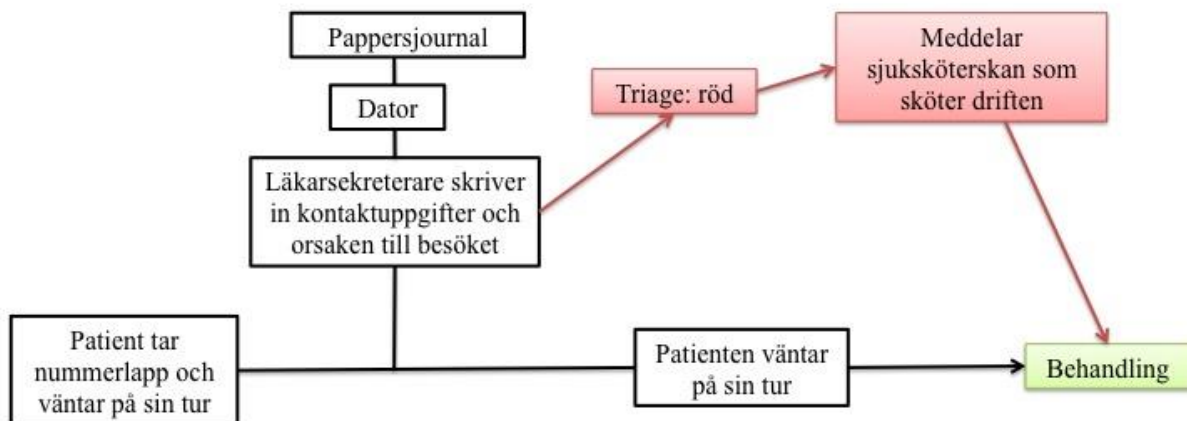 Pappersjournal
Dator
Läkarsekreterare skriver
in kontaktuppgifter och
orsaken till besöket
Triage: röd
Meddelar
sjuksköterskan som
sköter driften
Patient tar
nummerlapp och
väntar på sin tur
Patienten väntar
på sin tur
Behandling